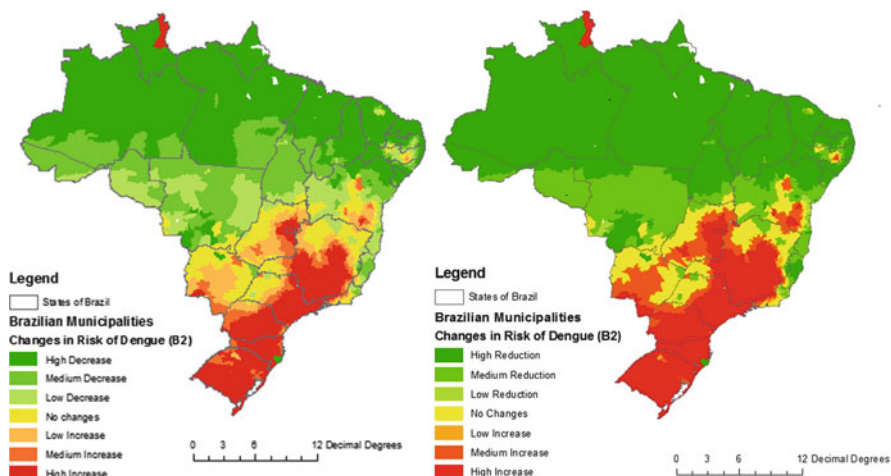 Legend
States of Brazil
Brazilian Municipalities
Changes in Risk of Dengue (B2)
High Decrease
Medium Decrease
Low Decrease
No changes
Low Increase
Medium Increase
High Increase
0 3 6 12 Decimal Degrees
Legend
States of Brazil
Brazilian Municipalities
Changes in Risk of Dengue (B2)
High Reduction
Medium Reduction
Low Reduction
No Changes
Low Increase
Medium Increase
High Increase
0 3 6 12 Decimal Degrees